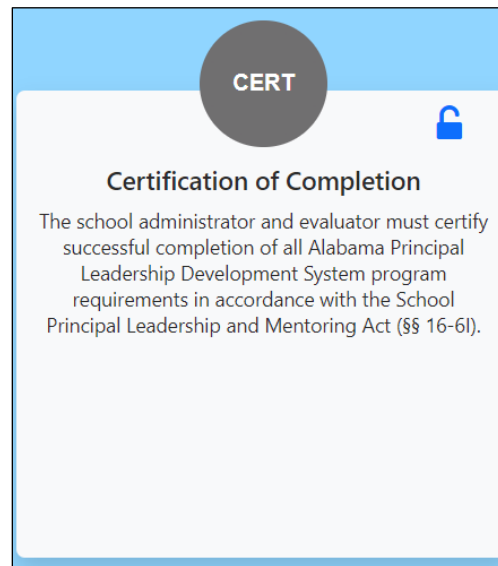 CERT
Certification of Completion
The school administrator and evaluator must certify
successful completion of all Alabama Principal
Leadership Development System program
requirements in accordance with the School
Principal Leadership and Mentoring Act (§§ 16-6I).